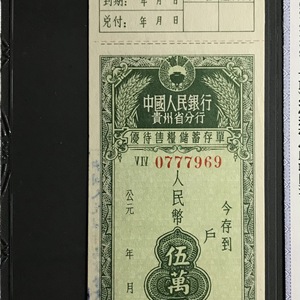 到期: 年 月 日
兑付: 年 月 日
中國人民銀行
貴州省分行
優待售糧儲蓄存單
VIV 0777969
今存到
戶
人民幣
伍萬
公元 年 月